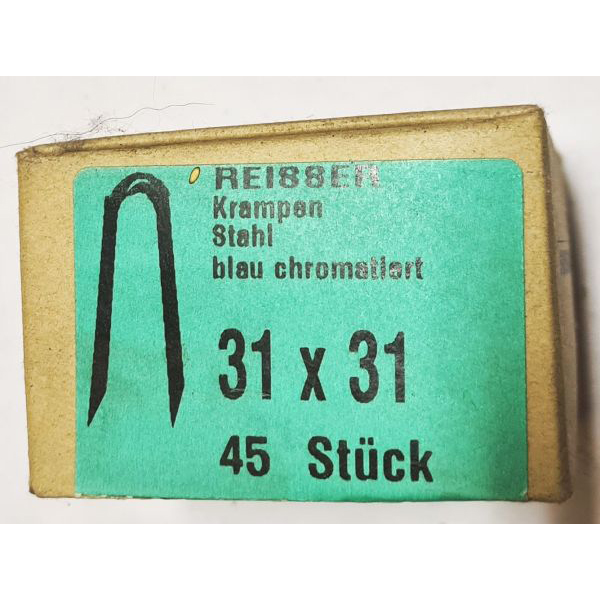 REISSER
Krampen
Stahl
blau chromatiert
31 x 31
45 Stück